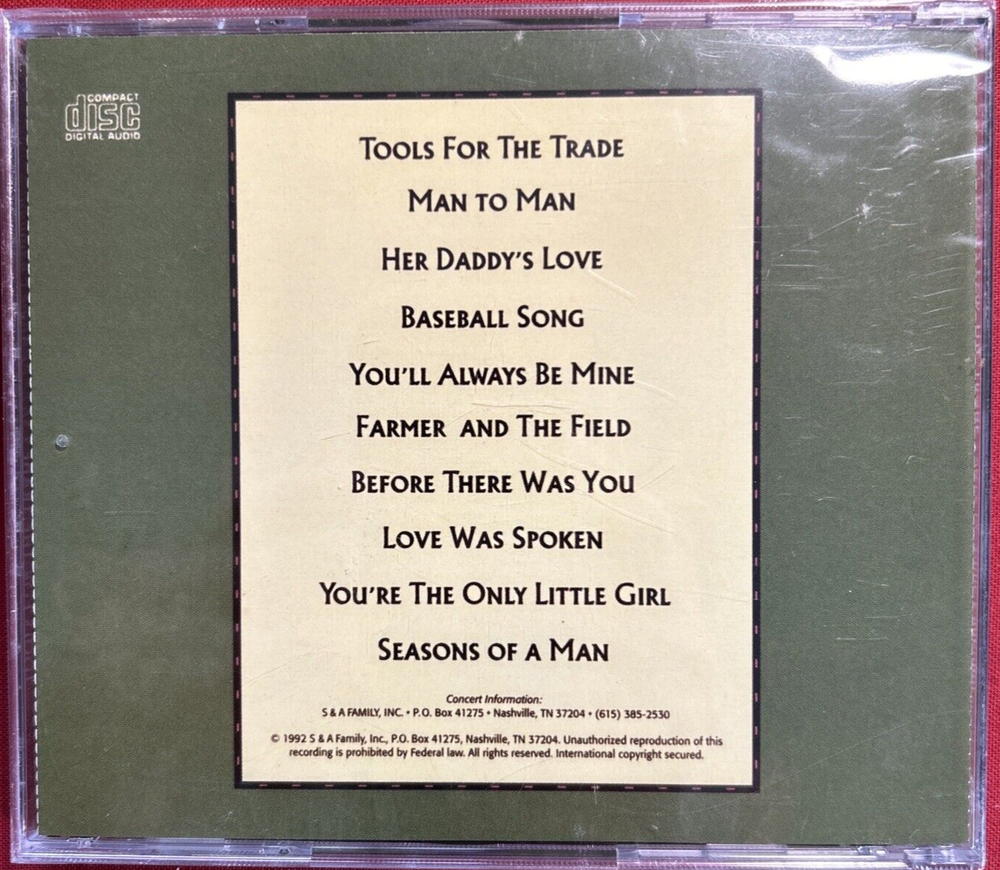 COMPACT
disc
DIGITAL AUDIO
TOOLS FOR THE TRADE
MAN TO MAN
HER DADDY'S LOVE
BASEBALL SONG
YOU'LL ALWAYS BE MINE
FARMER AND THE FIELD
BEFORE THERE WAS YOU
LOVE WAS SPOKEN
YOU'RE THE ONLY LITTLE GIRL
SEASONS OF A MAN
Concert Information:
S & A FAMILY, INC. • P.O. Box 41275 • Nashville, TN 37204 • (615) 385-2530
© 1992 S & A Family, Inc., P.O. Box 41275, Nashville, TN 37204. Unauthorized reproduction of this
recording is prohibited by Federal law. All rights reserved. International copyright secured.